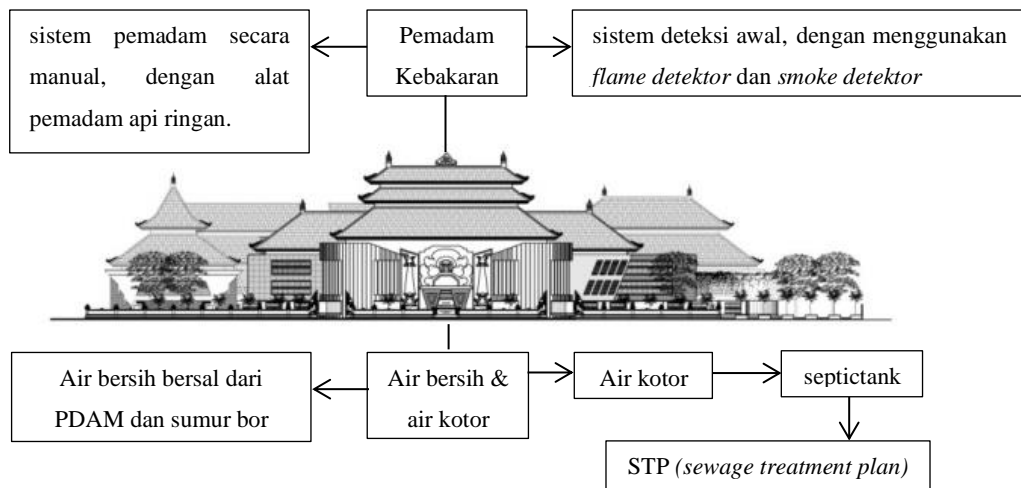 sistem pemadam secara
manual, dengan alat
pemadam api ringan.
Pemadam
Kebakaran
sistem deteksi awal, dengan menggunakan
flame detektor dan smoke detektor
Air bersih bersal dari
PDAM dan sumur bor
Air bersih &
air kotor
Air kotor
septictank
STP (sewage treatment plan)